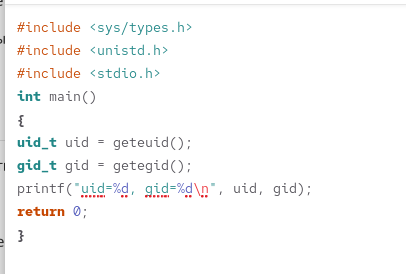 #include <sys/types.h>
#include <unistd.h>
#include <stdio.h>
int main()
{
uid_t uid = geteuid();
gid_t gid = getegid();
printf("uid=%d, gid=%d\n", uid, gid);
return 0;
}